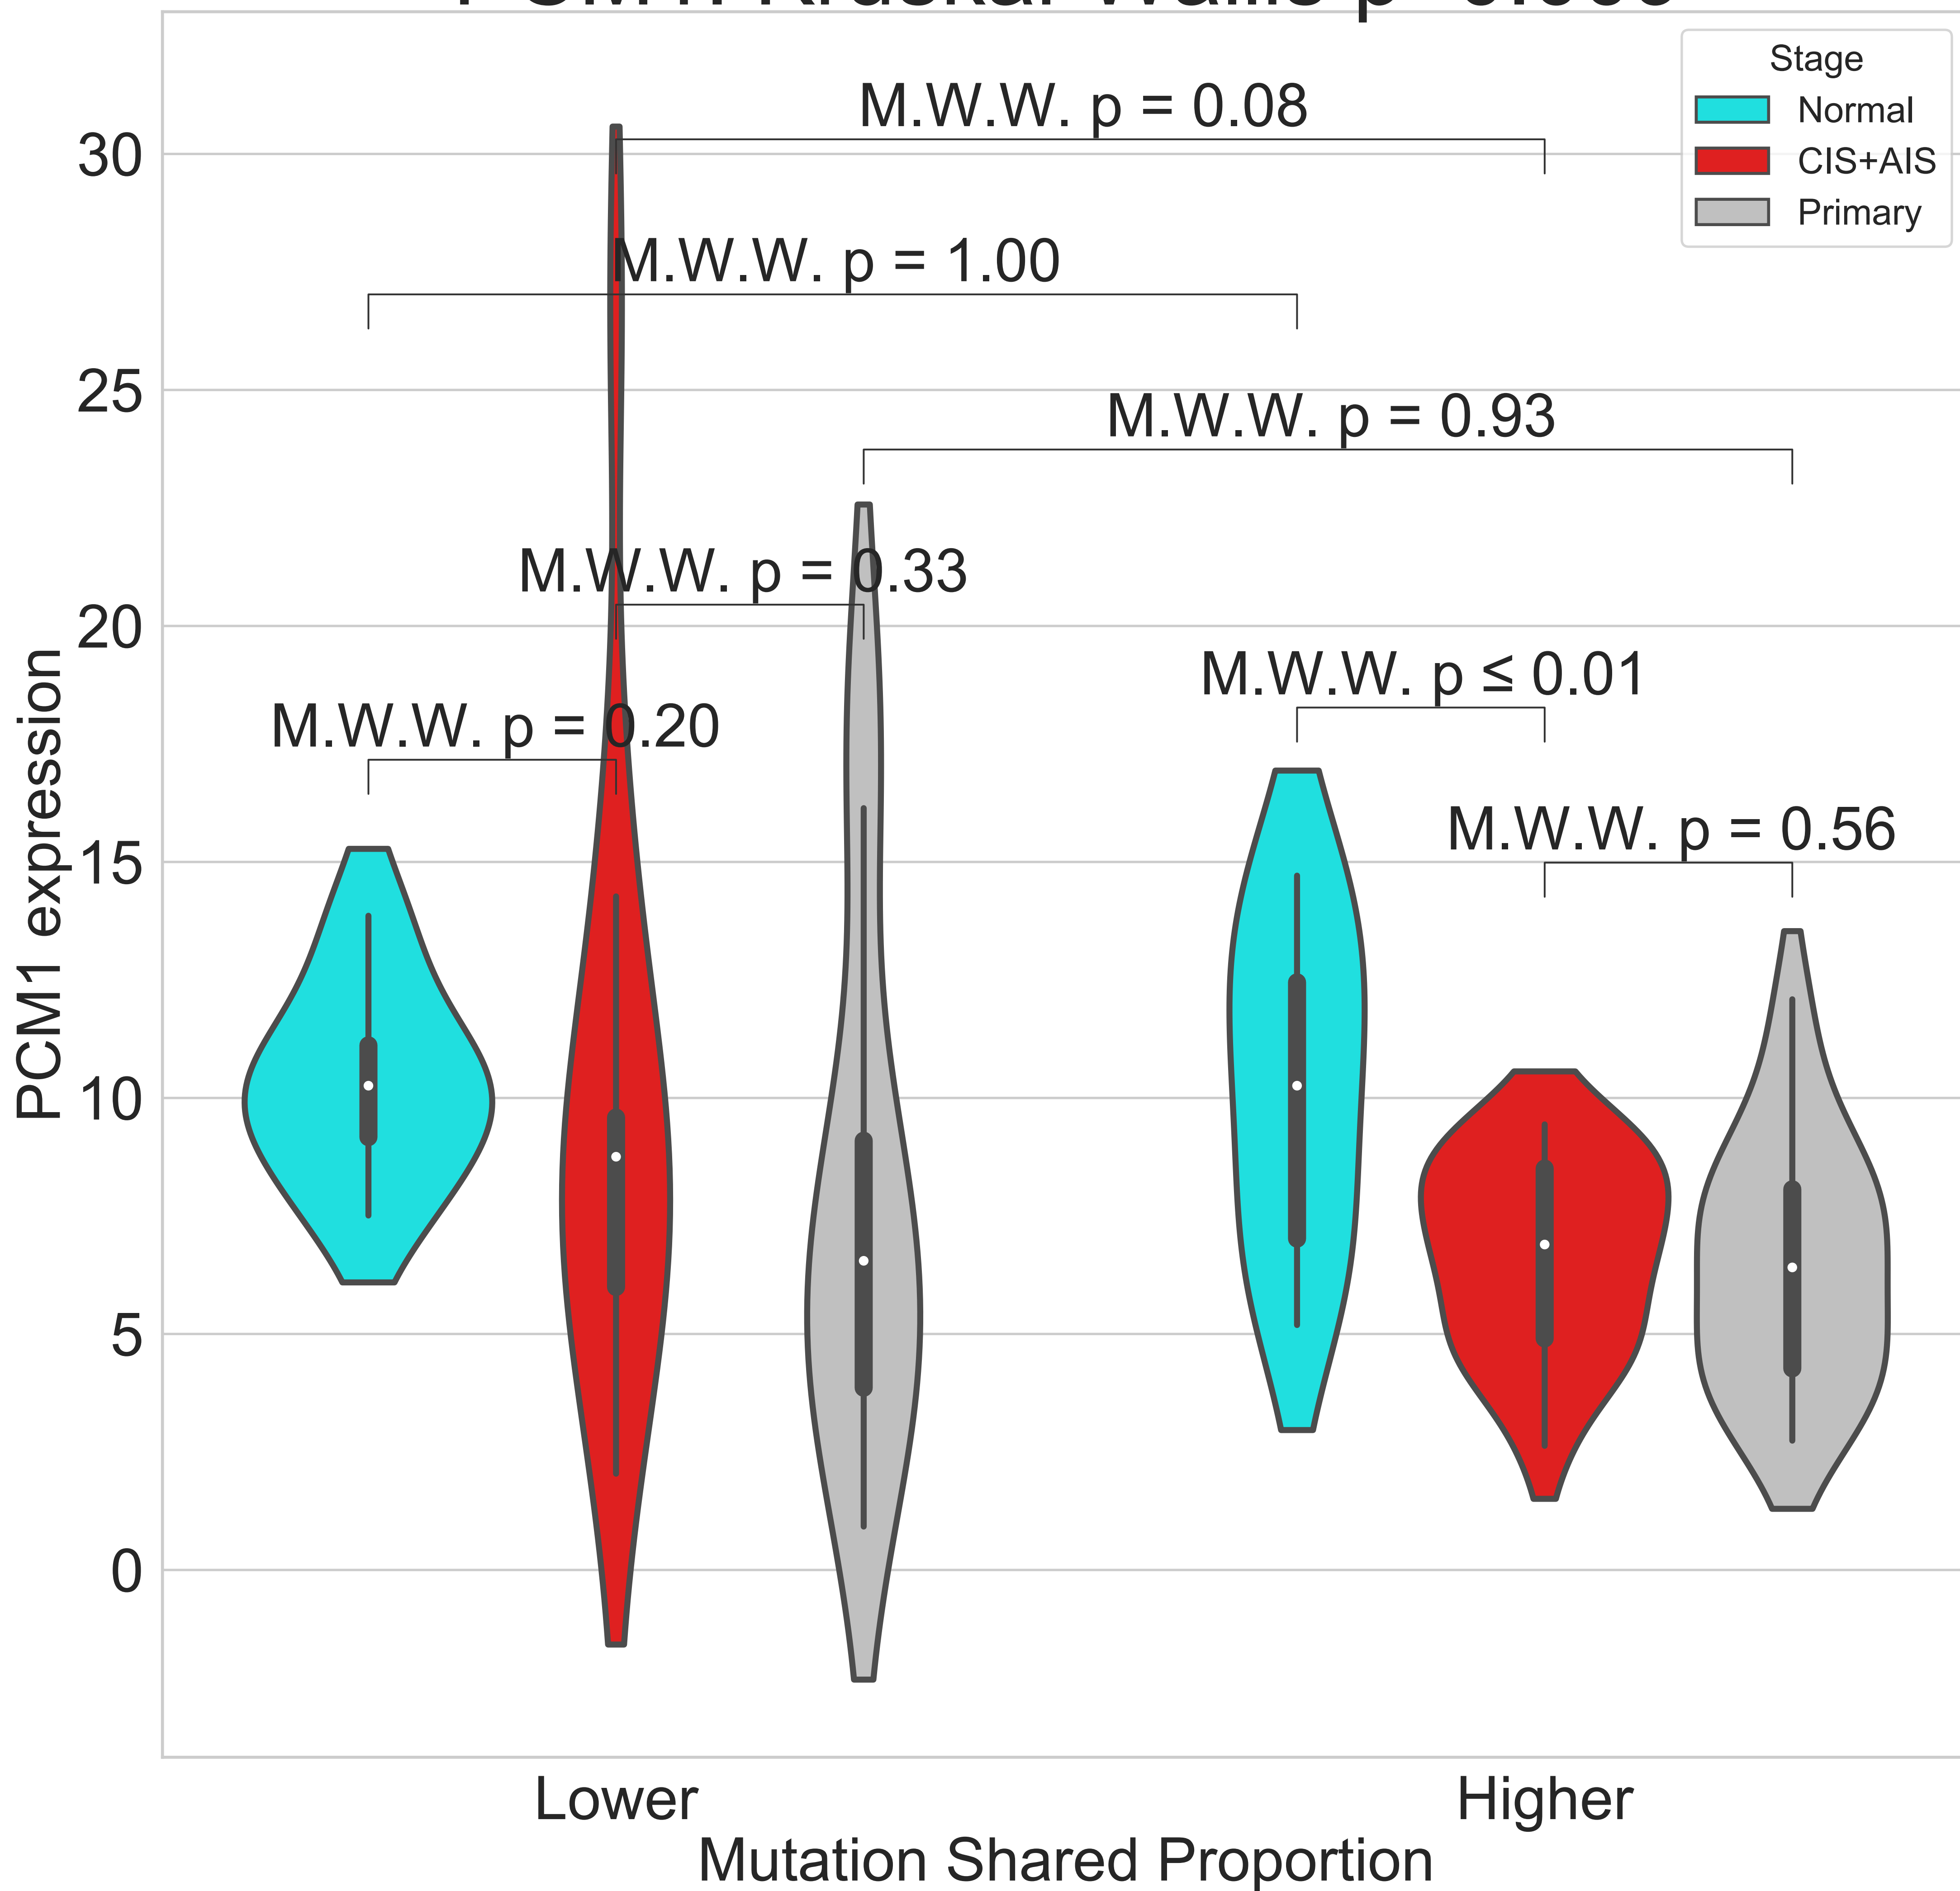 Stage
Normal
CIS+AIS
Primary
M.W.W. p = 0.08
M.W.W. p = 1.00
M.W.W. p = 0.93
M.W.W. p = 0.33
M.W.W. p ≤ 0.01
M.W.W. p = 0.20
M.W.W. p = 0.56
30
25
20
15
10
5
0
PCM1 expression
Lower
Higher
Mutation Shared Proportion